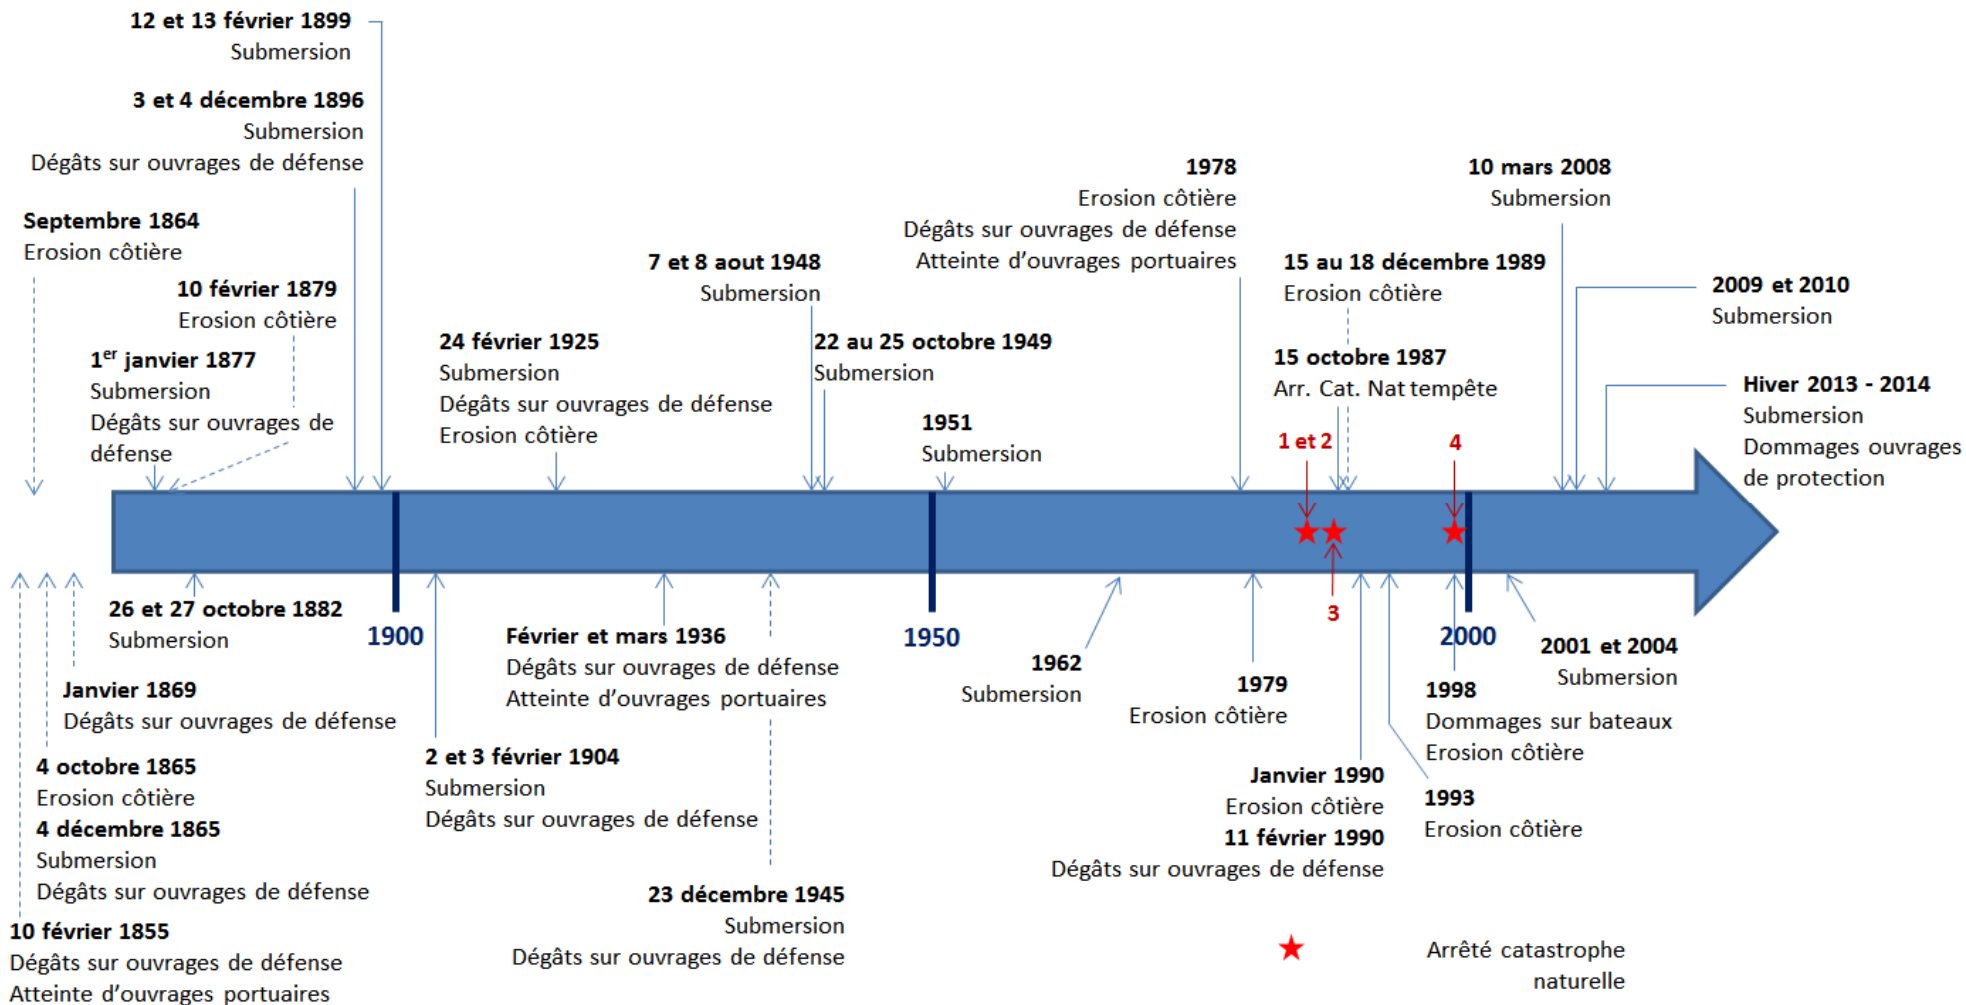 12 et 13 février 1899
Submersion
3 et 4 décembre 1896
Submersion
Dégâts sur ouvrages de défense
Septembre 1864
Erosion côtière
10 février 1879
Erosion côtière
1er janvier 1877
Submersion
Dégâts sur ouvrages de
défense
24 février 1925
Submersion
Dégâts sur ouvrages de défense
Erosion côtière
7 et 8 aout 1948
Submersion
22 au 25 octobre 1949
Submersion
1951
Submersion
1978
Erosion côtière
Dégâts sur ouvrages de défense
Atteinte d'ouvrages portuaires
15 au 18 décembre 1989
Erosion côtière
15 octobre 1987
Arr. Cat. Nat tempête
10 mars 2008
Submersion
2009 et 2010
Submersion
Hiver 2013 - 2014
Submersion
Dommages ouvrages
de protection
1 et 2
4
3
1900
1950
2000
26 et 27 octobre 1882
Submersion
Janvier 1869
Dégâts sur ouvrages de défense
4 octobre 1865
Erosion côtière
4 décembre 1865
Submersion
Dégâts sur ouvrages de défense
10 février 1855
Dégâts sur ouvrages de défense
Atteinte d'ouvrages portuaires
2 et 3 février 1904
Submersion
Dégâts sur ouvrages de défense
Février et mars 1936
Dégâts sur ouvrages de défense
Atteinte d'ouvrages portuaires
23 décembre 1945
Submersion
Dégâts sur ouvrages de défense
1962
Submersion
1979
Erosion côtière
Janvier 1990
Erosion côtière
11 février 1990
Dégâts sur ouvrages de défense
1993
Erosion côtière
1998
Dommages sur bateaux
Erosion côtière
2001 et 2004
Submersion
Arrêté catastrophe
naturelle